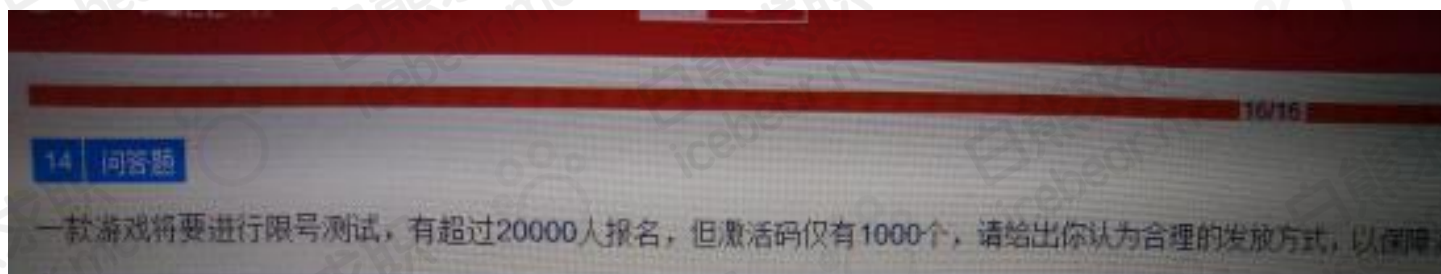 16/16
14 问答题
一款游戏将要进行限号测试，有超过20000人报名，但激活码仅有1000个，请给出你认为合理的发放方式，以保障